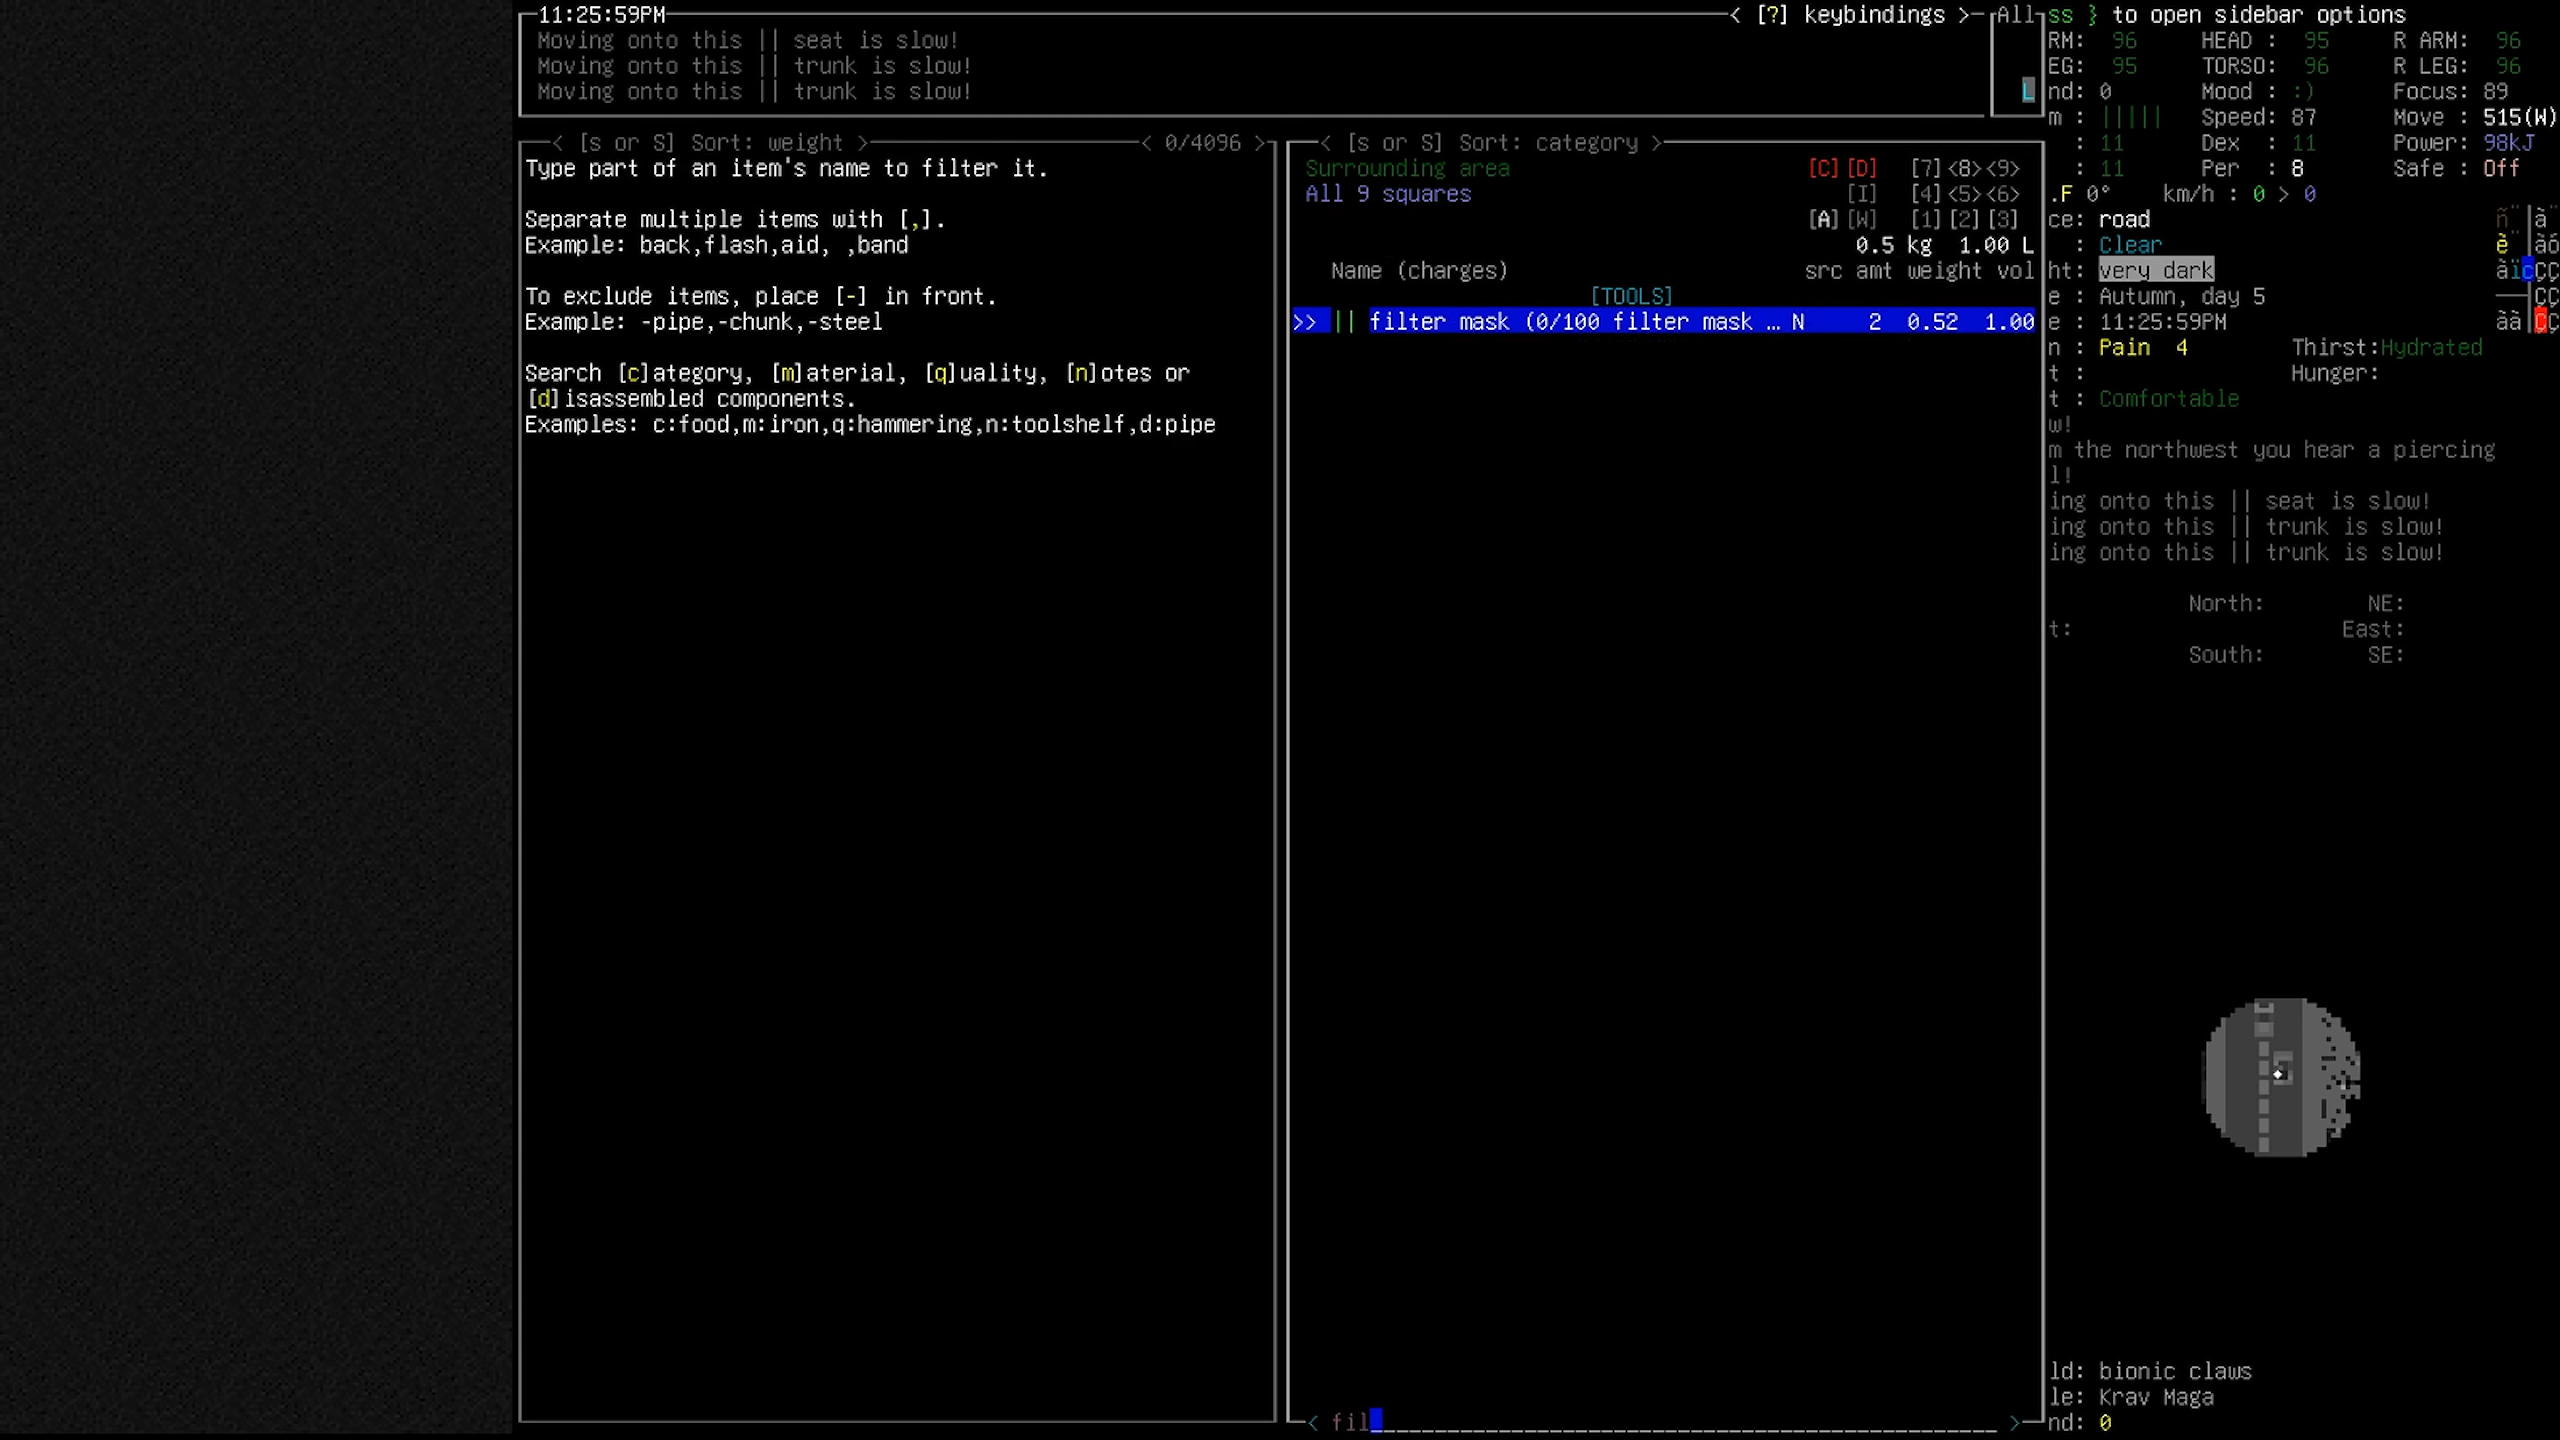 11:25:59PM < [?] keybindings > All
Moving onto this || seat is slow!
Moving onto this || trunk is slow!
Moving onto this || trunk is slow!
L
< [s or S] Sort: weight > < 0/4096 >
Type part of an item's name to filter it.
Separate multiple items with [,].
Example: back,flash,aid, ,band
To exclude items, place [-] in front.
Example: -pipe,-chunk,-steel
Search [c]ategory, [m]aterial, [q]uality, [n]otes or
[d]isassembled components.
Examples: c:food,m:iron,q:hammering,n:toolshelf,d:pipe
< [s or S] Sort: category >
Surrounding area [C][D] [7]<8><9>
All 9 squares [I] [4]<5><6>
[A][W] [1][2][3]
0.5 kg 1.00 L
Name (charges) src amt weight vol
[TOOLS]
>> || filter mask (0/100 filter mask … N 2 0.52 1.00
< fil >
ss } to open sidebar options
RM: 96 HEAD : 95 R ARM: 96
EG: 95 TORSO: 96 R LEG: 96
nd: 0 Mood : :) Focus: 89
m : ||||| Speed: 87 Move : 515(W)
: 11 Dex : 11 Power: 98kJ
: 11 Per : 8 Safe : Off
.F 0° km/h : 0 > 0
ce: road
: Clear
ht: very dark
e : Autumn, day 5
e : 11:25:59PM
n : Pain 4 Thirst:Hydrated
t : Hunger:
t : Comfortable
w!
m the northwest you hear a piercing
l!
ing onto this || seat is slow!
ing onto this || trunk is slow!
ing onto this || trunk is slow!
North: NE:
t: East:
South: SE:
ld: bionic claws
le: Krav Maga
nd: 0